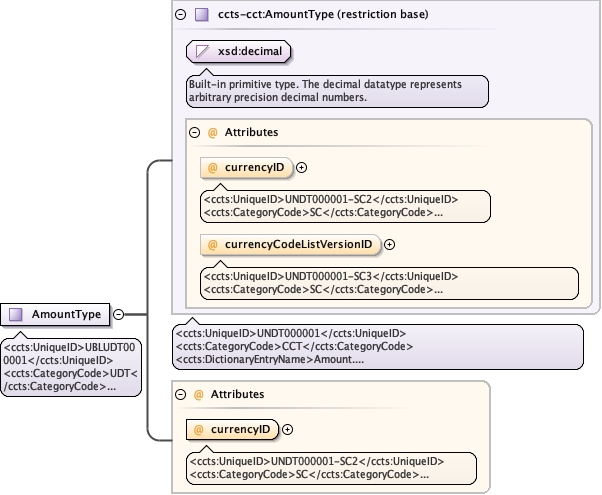 ccts-cct:AmountType (restriction base)
xsd:decimal
Built-in primitive type. The decimal datatype represents
arbitrary precision decimal numbers.
@ Attributes
@ currencyID
<ccts:UniqueID>UNDT000001-SC2</ccts:UniqueID>
<ccts:CategoryCode>SC</ccts:CategoryCode>...
@ currencyCodeListVersionID
<ccts:UniqueID>UNDT000001-SC3</ccts:UniqueID>
<ccts:CategoryCode>SC</ccts:CategoryCode>...
AmountType
<ccts:UniqueID>UBLUDT00
0001</ccts:UniqueID>
<ccts:CategoryCode>UDT<
/ccts:CategoryCode>...
<ccts:UniqueID>UNDT000001</ccts:UniqueID>
<ccts:CategoryCode>CCT</ccts:CategoryCode>
<ccts:DictionaryEntryName>Amount....
@ Attributes
@ currencyID
<ccts:UniqueID>UNDT000001-SC2</ccts:UniqueID>
<ccts:CategoryCode>SC</ccts:CategoryCode>...